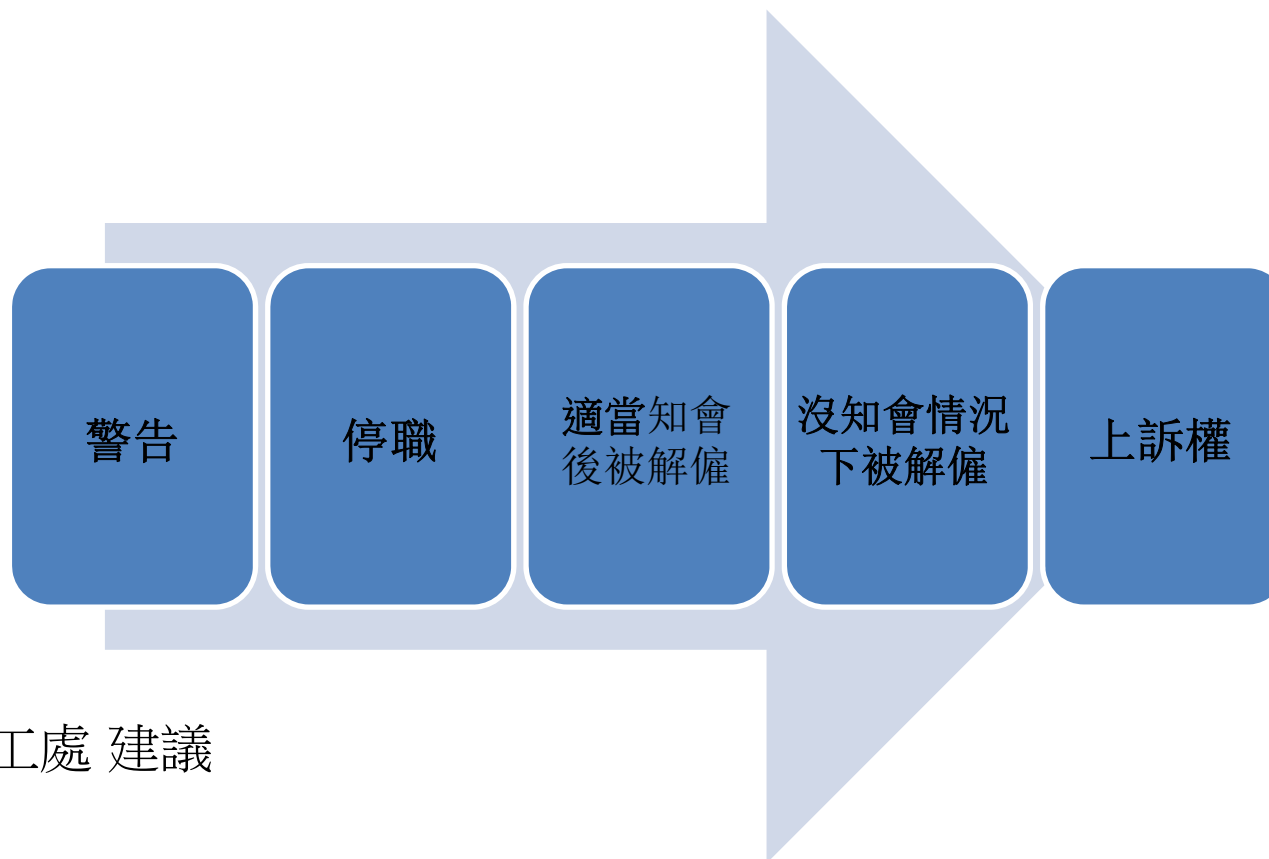 警告
停職
適當知會
後被解僱
沒知會情況
下被解僱
上訴權
工處 建議